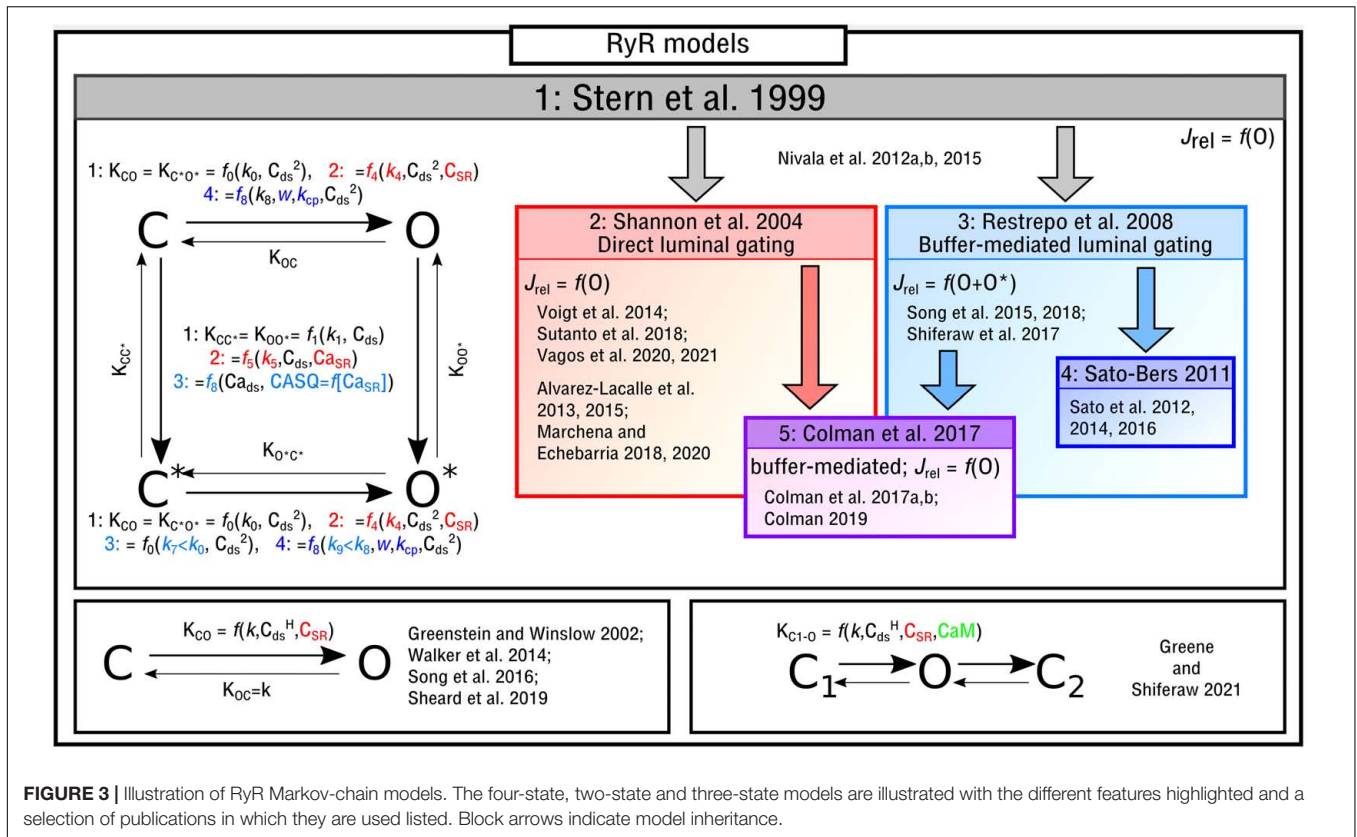 RyR models
1: Stern et al. 1999
J_rel = f(O)
Nivala et al. 2012a,b, 2015
1: K_CO = K_C*O* = f_0(k_0, C_ds^2), 2: =f_4(k_4,C_ds^2,C_SR)
4: =f_8(k_8,w,k_cp,C_ds^2)
C
O
K_OC
K_CC*
1: K_CC*= K_OO*= f_1(k_1, C_ds)
2: =f_5(k_5,C_ds,Ca_SR)
3: =f_8(Ca_ds, CASQ=f[Ca_SR])
K_OO*
K_O*C*
C*
O*
1: K_CO = K_C*O* = f_0(k_0, C_ds^2), 2: =f_4(k_4,C_ds^2,C_SR)
3: = f_0(k_7<k_0, C_ds^2), 4: =f_8(k_9<k_8,w,k_cp,C_ds^2)
2: Shannon et al. 2004
Direct luminal gating
J_rel = f(O)
Voigt et al. 2014;
Sutanto et al. 2018;
Vagos et al. 2020, 2021
Alvarez-Lacalle et al.
2013, 2015;
Marchena and
Echebarria 2018, 2020
3: Restrepo et al. 2008
Buffer-mediated luminal gating
J_rel = f(O+O*)
Song et al. 2015, 2018;
Shiferaw et al. 2017
4: Sato-Bers 2011
Sato et al. 2012,
2014, 2016
5: Colman et al. 2017
buffer-mediated; J_rel = f(O)
Colman et al. 2017a,b;
Colman 2019
K_CO = f(k,C_ds^H,C_SR)
C
O
K_OC=k
Greenstein and Winslow 2002;
Walker et al. 2014;
Song et al. 2016;
Sheard et al. 2019
K_C1-O = f(k,C_ds^H,C_SR,CaM)
C_1
O
C_2
Greene
and
Shiferaw 2021
FIGURE 3 | Illustration of RyR Markov-chain models. The four-state, two-state and three-state models are illustrated with the different features highlighted and a
selection of publications in which they are used listed. Block arrows indicate model inheritance.